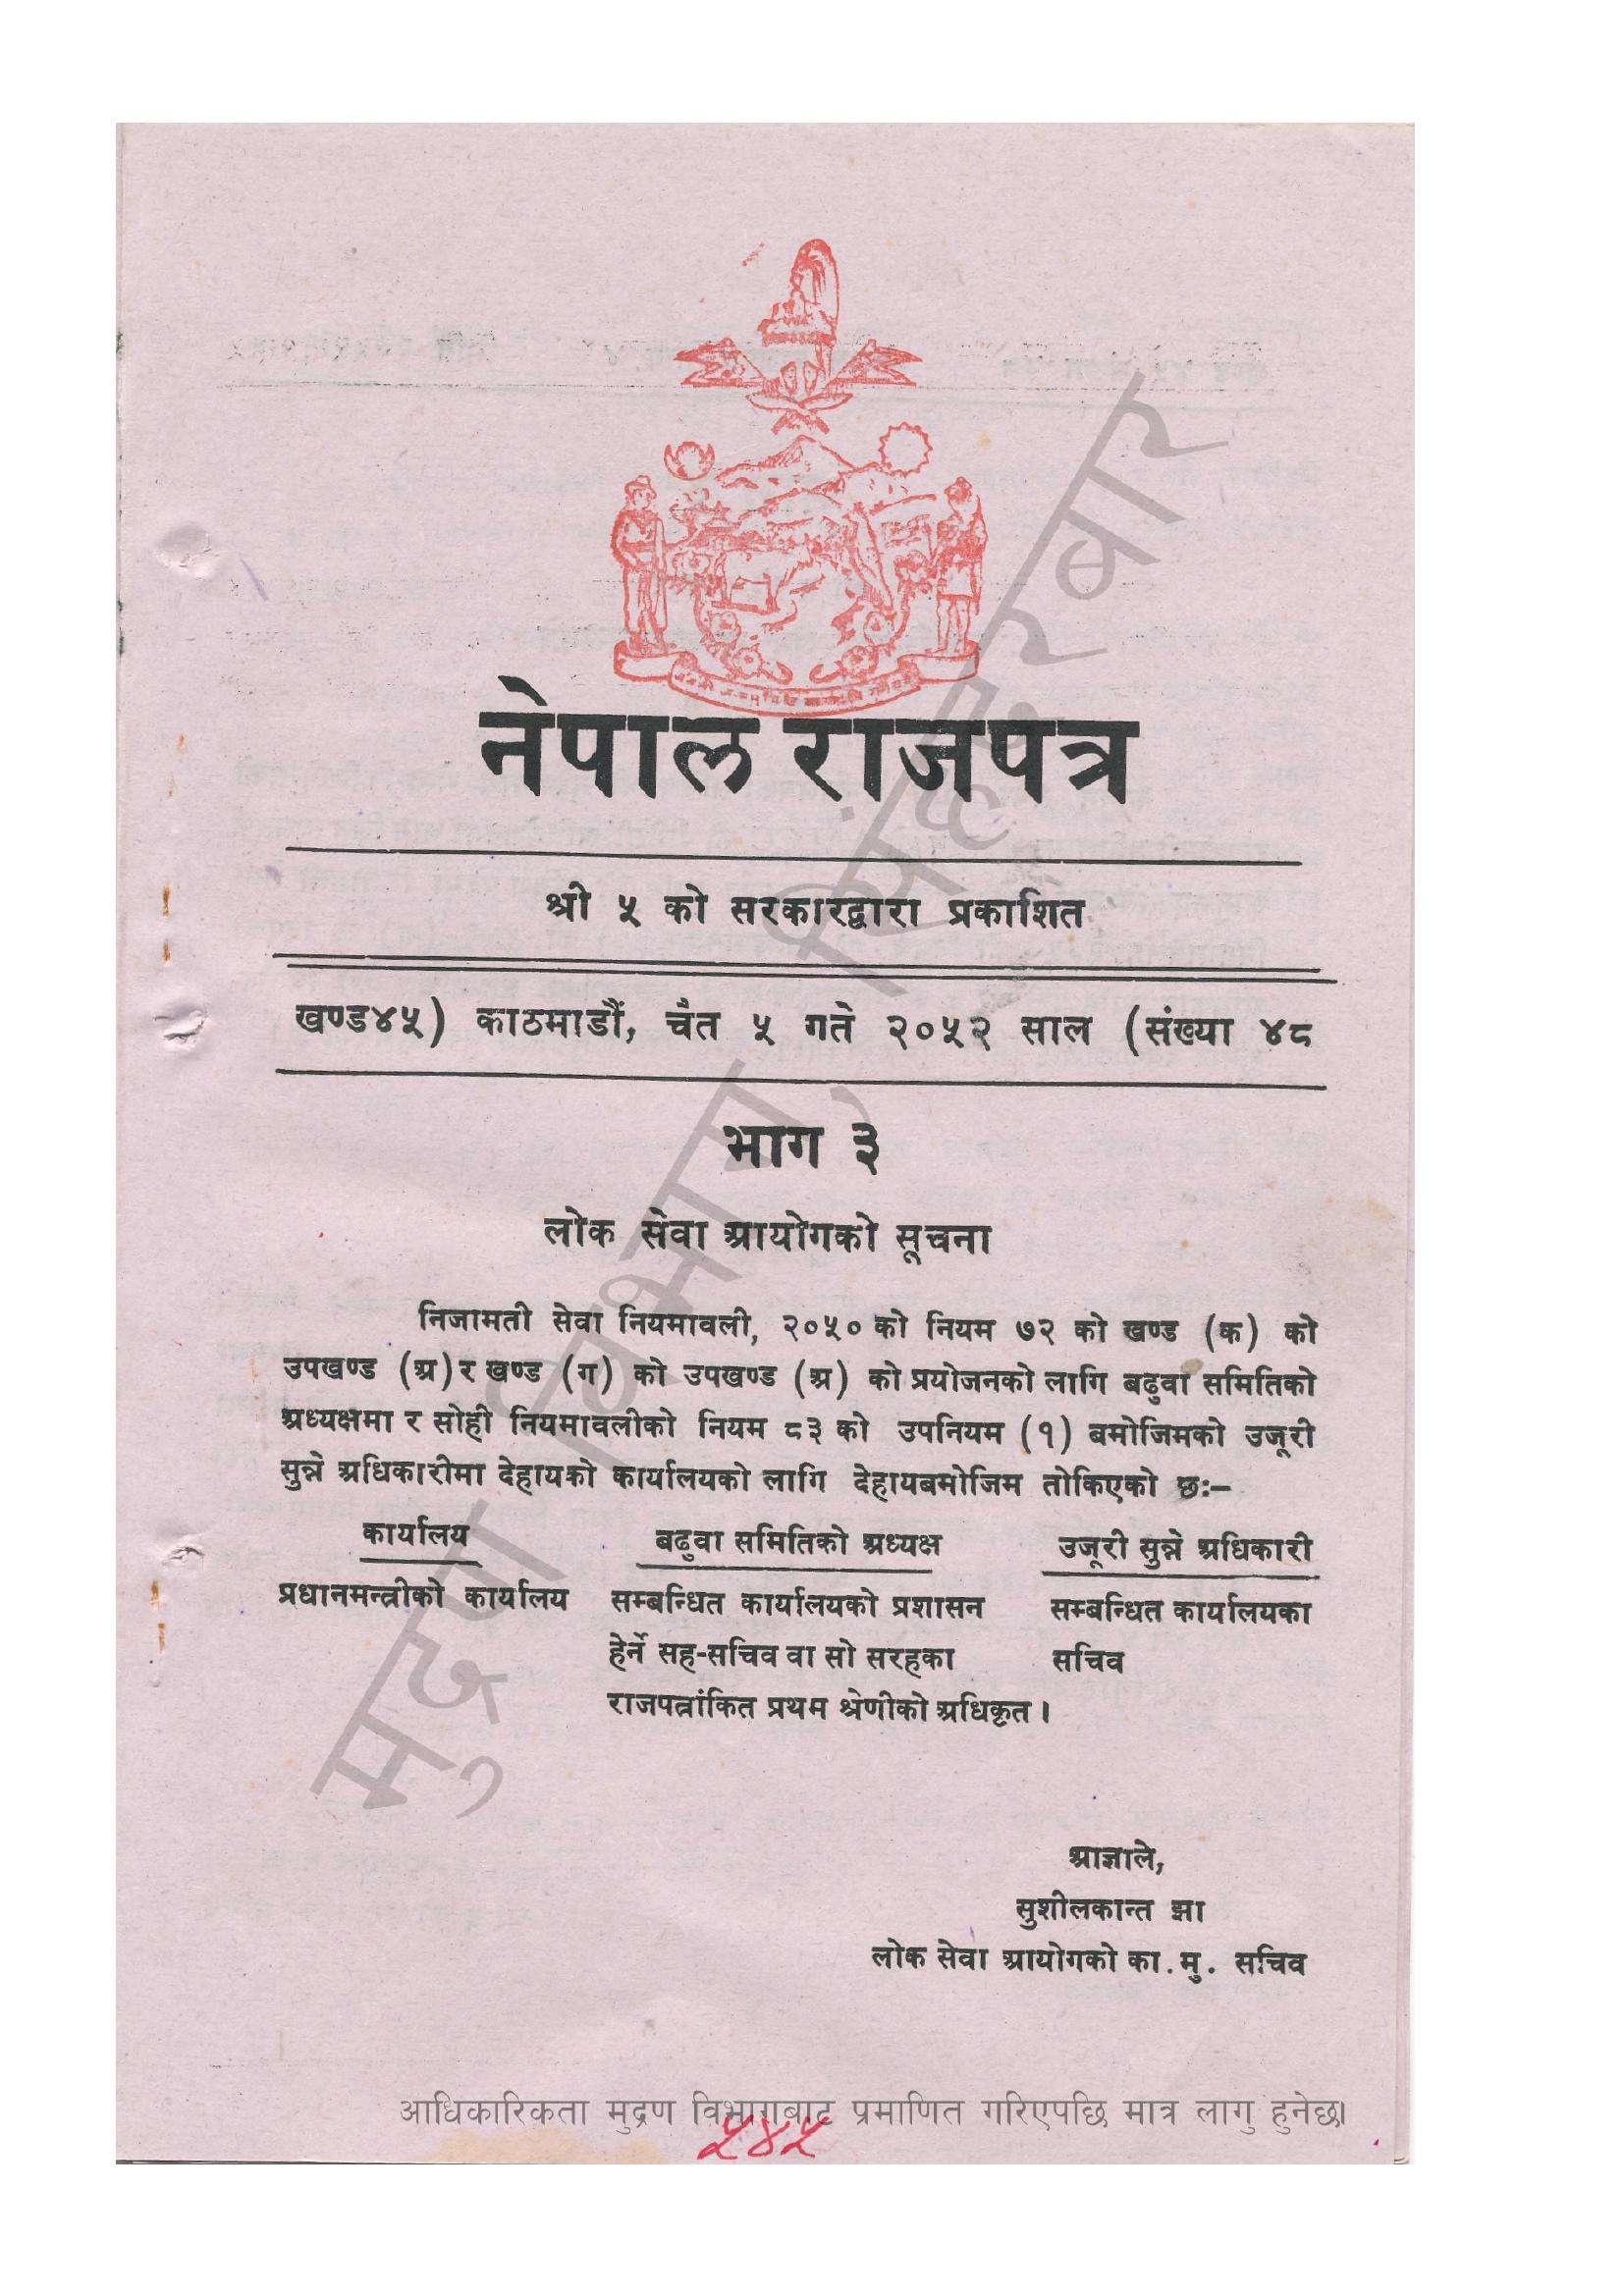 नेपाल राजपत्र
श्री ५ को सरकारद्वारा प्रकाशित
खण्ड४५) काठमाडौं, चैत ५ गते २०५२ साल (संख्या ४८
भाग ३
लोक सेवा आयोगको सूचना
निजामती सेवा नियमावली, २०५० को नियम ७२ को खण्ड (क) को
उपखण्ड (अ) र खण्ड (ग) को उपखण्ड (अ) को प्रयोजनको लागि बढुवा समितिको
अध्यक्षमा र सोही नियमावलीको नियम ८३ को उपनियम (१) बमोजिमको उजूरी
सुन्ने अधिकारीमा देहायको कार्यालयको लागि देहायबमोजिम तोकिएको छः–
कार्यालय बढुवा समितिको अध्यक्ष उजूरी सुन्ने अधिकारी
प्रधानमन्त्रीको कार्यालय सम्बन्धित कार्यालयको प्रशासन सम्बन्धित कार्यालयका
हेर्ने सह-सचिव वा सो सरहका सचिव
राजपत्रांकित प्रथम श्रेणीको अधिकृत ।
आज्ञाले,
सुशीलकान्त झा
लोक सेवा आयोगको का. मु. सचिव
मुद्रण विभाग, सिंहदरबार
आधिकारिकता मुद्रण विभागबाट प्रमाणित गरिएपछि मात्र लागु हुनेछ।
५४५